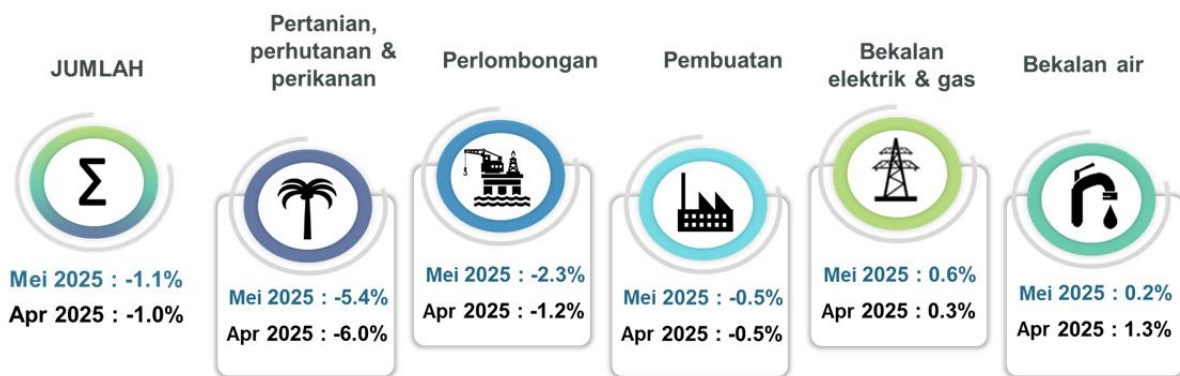 JUMLAH
Σ
Mei 2025 : -1.1%
Apr 2025 : -1.0%
Pertanian,
perhutanan &
perikanan
Mei 2025 : -5.4%
Apr 2025 : -6.0%
Perlombongan
Mei 2025 : -2.3%
Apr 2025 : -1.2%
Pembuatan
Mei 2025 : -0.5%
Apr 2025 : -0.5%
Bekalan
elektrik & gas
Mei 2025 : 0.6%
Apr 2025 : 0.3%
Bekalan air
Mei 2025 : 0.2%
Apr 2025 : 1.3%